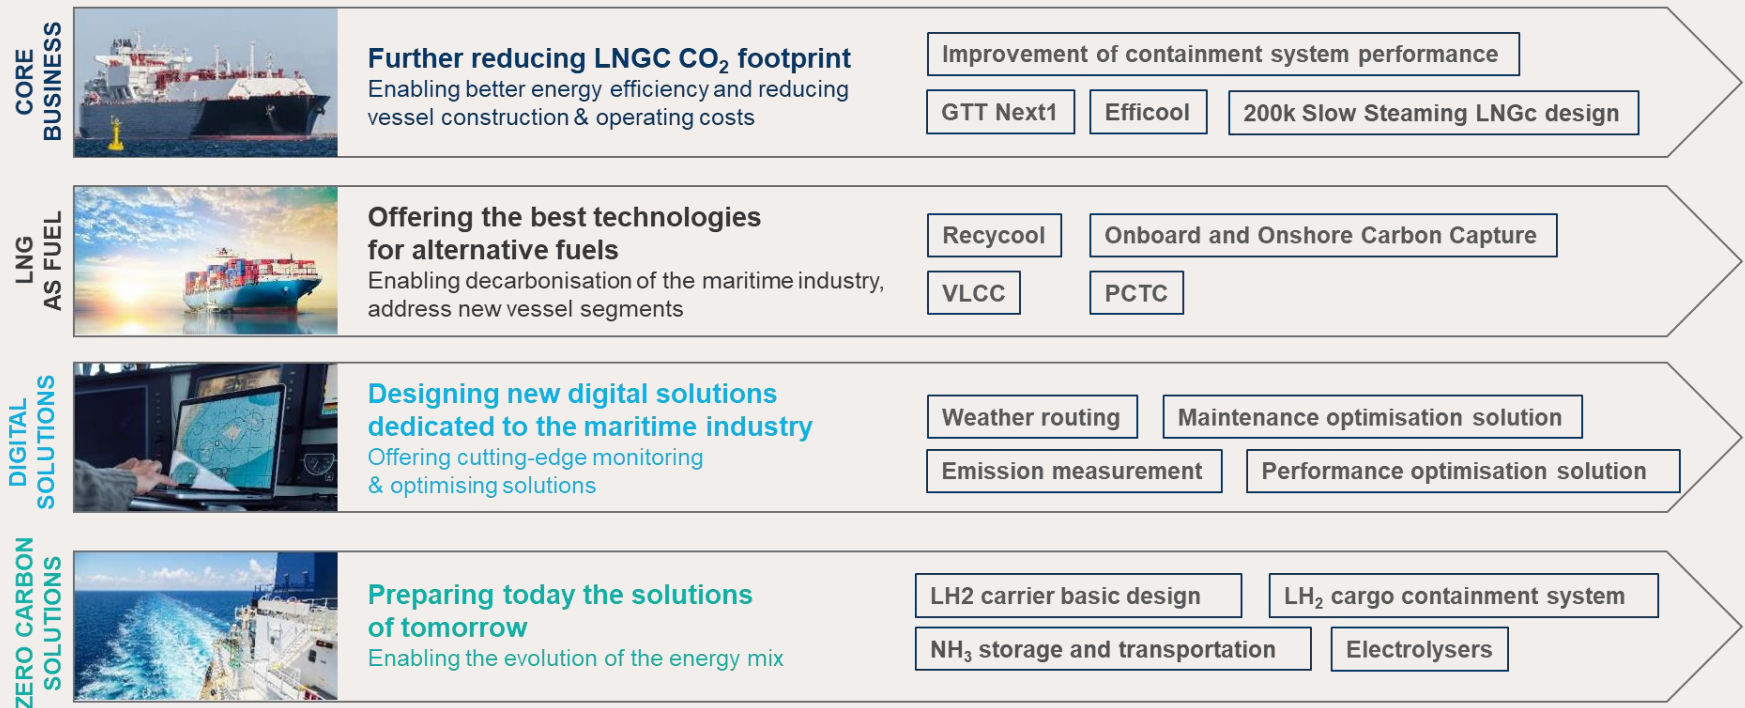 CORE
BUSINESS
Further reducing LNGC CO₂ footprint
Enabling better energy efficiency and reducing
vessel construction & operating costs
Improvement of containment system performance
GTT Next1
Efficool
200k Slow Steaming LNGc design
LNG
AS FUEL
Offering the best technologies
for alternative fuels
Enabling decarbonisation of the maritime industry,
address new vessel segments
Recycool
Onboard and Onshore Carbon Capture
VLCC
PCTC
DIGITAL
SOLUTIONS
Designing new digital solutions
dedicated to the maritime industry
Offering cutting-edge monitoring
& optimising solutions
Weather routing
Maintenance optimisation solution
Emission measurement
Performance optimisation solution
ZERO CARBON
SOLUTIONS
Preparing today the solutions
of tomorrow
Enabling the evolution of the energy mix
LH2 carrier basic design
LH₂ cargo containment system
NH₃ storage and transportation
Electrolysers